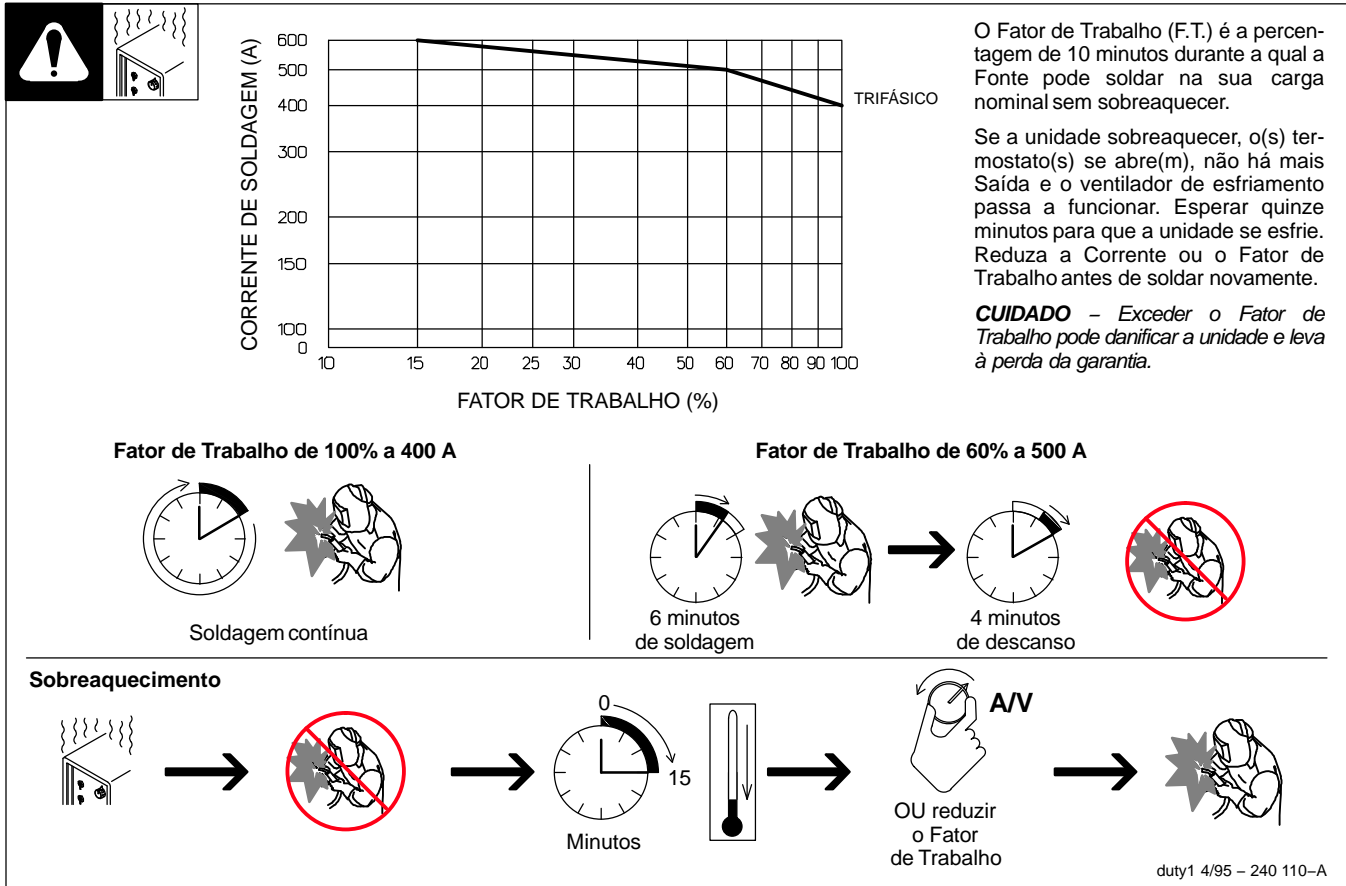 600
500
400
300
200
150
100
0
CORRENTE DE SOLDAGEM (A)
TRIFÁSICO
10 15 20 25 30 40 50 60 70 80 90 100
FATOR DE TRABALHO (%)
O Fator de Trabalho (F.T.) é a percen-
tagem de 10 minutos durante a qual a
Fonte pode soldar na sua carga
nominal sem sobreaquecer.
Se a unidade sobreaquecer, o(s) ter-
mostato(s) se abre(m), não há mais
Saída e o ventilador de esfriamento
passa a funcionar. Esperar quinze
minutos para que a unidade se esfrie.
Reduza a Corrente ou o Fator de
Trabalho antes de soldar novamente.
CUIDADO – Exceder o Fator de
Trabalho pode danificar a unidade e leva
à perda da garantia.
Fator de Trabalho de 100% a 400 A
Soldagem contínua
Fator de Trabalho de 60% a 500 A
6 minutos
de soldagem
4 minutos
de descanso
Sobreaquecimento
0
15
Minutos
A/V
OU reduzir
o Fator
de Trabalho
duty1 4/95 – 240 110–A